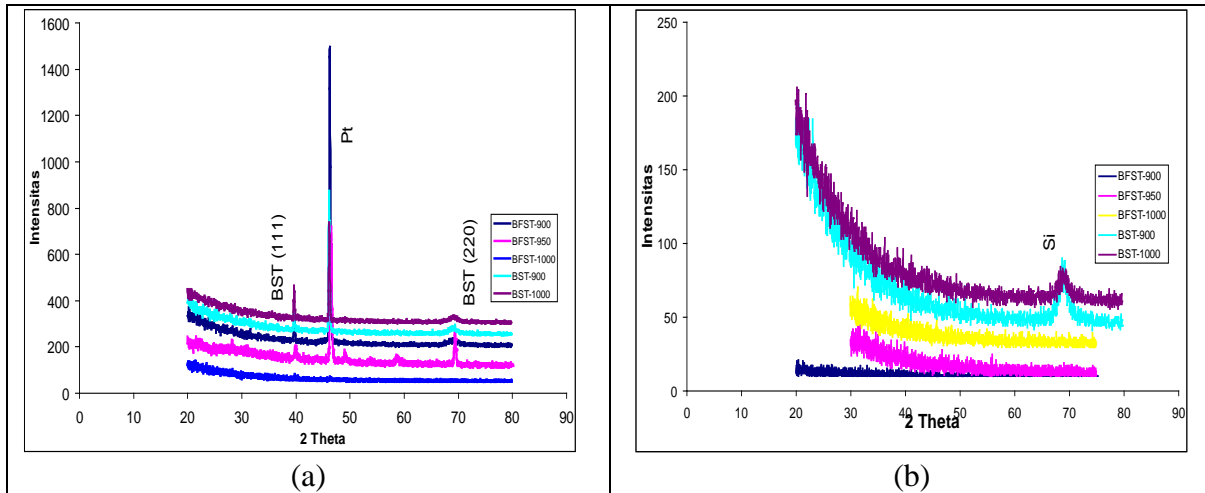 1600
1400
1200
1000
800
600
400
200
0
0 10 20 30 40 50 60 70 80 90
2 Theta
Intensitas
BST (111)
Pt
BST (220)
BFST-900
BFST-950
BFST-1000
BST-900
BST-1000
(a)
250
200
150
100
50
0
0 10 20 30 40 50 60 70 80 90
2 Theta
Intensitas
Si
BFST-900
BFST-950
BFST-1000
BST-900
BST-1000
(b)